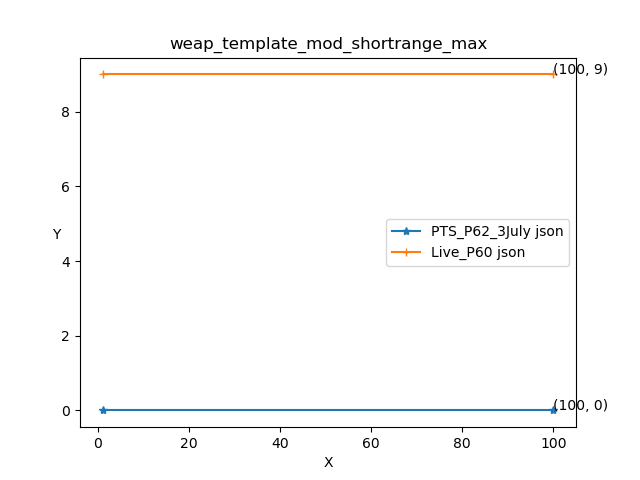 weap_template_mod_shortrange_max
(100, 9)
8
6
Y
PTS_P62_3July json
Live_P60 json
4
2
(100, 0)
0
0 20 40 60 80 100
X